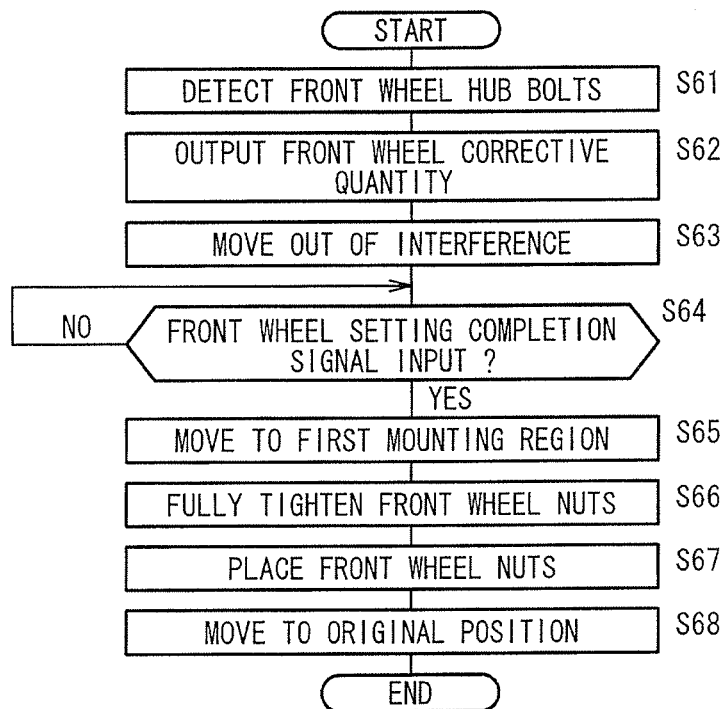 START
DETECT FRONT WHEEL HUB BOLTS S61
OUTPUT FRONT WHEEL CORRECTIVE S62
QUANTITY
MOVE OUT OF INTERFERENCE S63
S64
NO FRONT WHEEL SETTING COMPLETION
SIGNAL INPUT ?
YES
MOVE TO FIRST MOUNTING REGION S65
FULLY TIGHTEN FRONT WHEEL NUTS S66
PLACE FRONT WHEEL NUTS S67
MOVE TO ORIGINAL POSITION S68
END